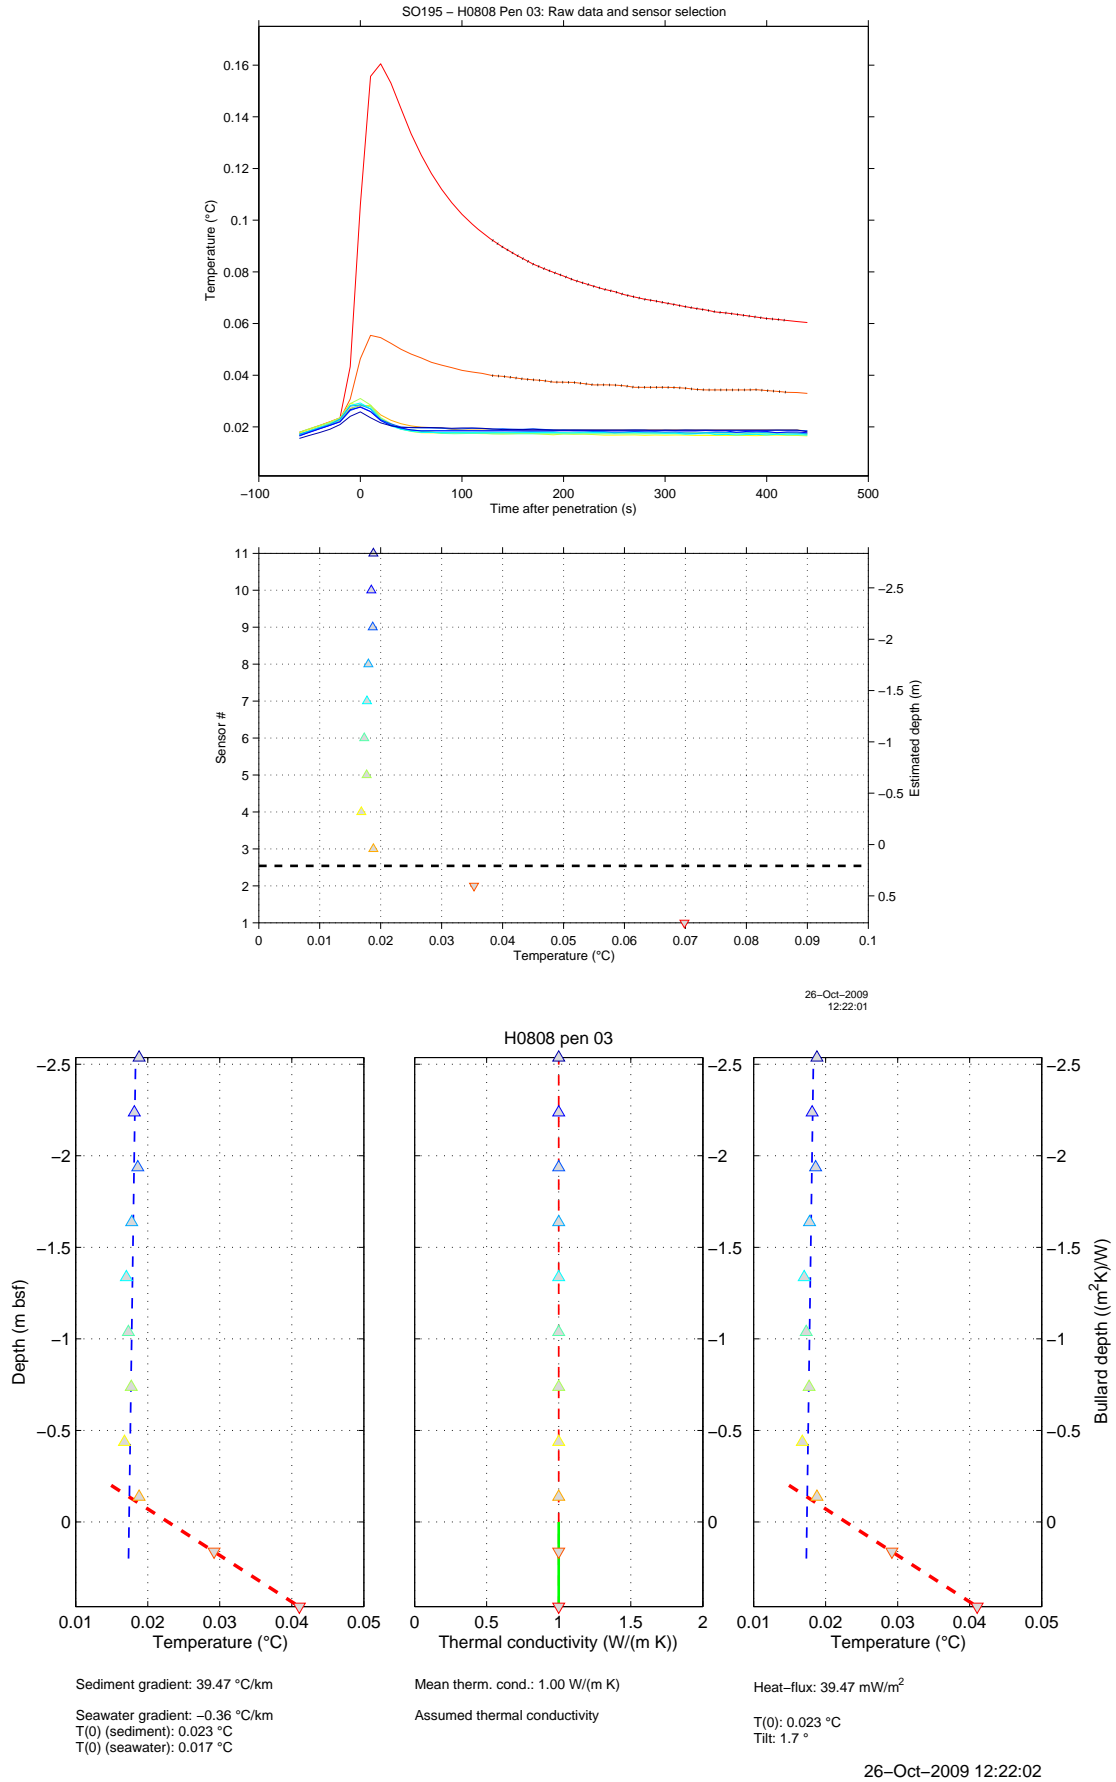 SO195 − H0808 Pen 03: Raw data and sensor selection
0.16
0.14
0.12
0.1
0.08
0.06
0.04
0.02
Temperature (°C)
−100 0 100 200 300 400 500
Time after penetration (s)
11
10
9
8
7
6
5
4
3
2
1
Sensor #
−2.5
−2
−1.5
−1
−0.5
0
0.5
Estimated depth (m)
0 0.01 0.02 0.03 0.04 0.05 0.06 0.07 0.08 0.09 0.1
Temperature (°C)
26−Oct−2009
12:22:01
H0808 pen 03
−2.5
−2
−1.5
−1
−0.5
0
Depth (m bsf)
0.01 0.02 0.03 0.04 0.05
Temperature (°C)
−2.5
−2
−1.5
−1
−0.5
0
0 0.5 1 1.5 2
Thermal conductivity (W/(m K))
−2.5
−2
−1.5
−1
−0.5
0
Bullard depth ((m²K)/W)
0.01 0.02 0.03 0.04 0.05
Temperature (°C)
Sediment gradient: 39.47 °C/km
Seawater gradient: −0.36 °C/km
T(0) (sediment): 0.023 °C
T(0) (seawater): 0.017 °C
Mean therm. cond.: 1.00 W/(m K)
Assumed thermal conductivity
Heat−flux: 39.47 mW/m²
T(0): 0.023 °C
Tilt: 1.7 °
26−Oct−2009 12:22:02